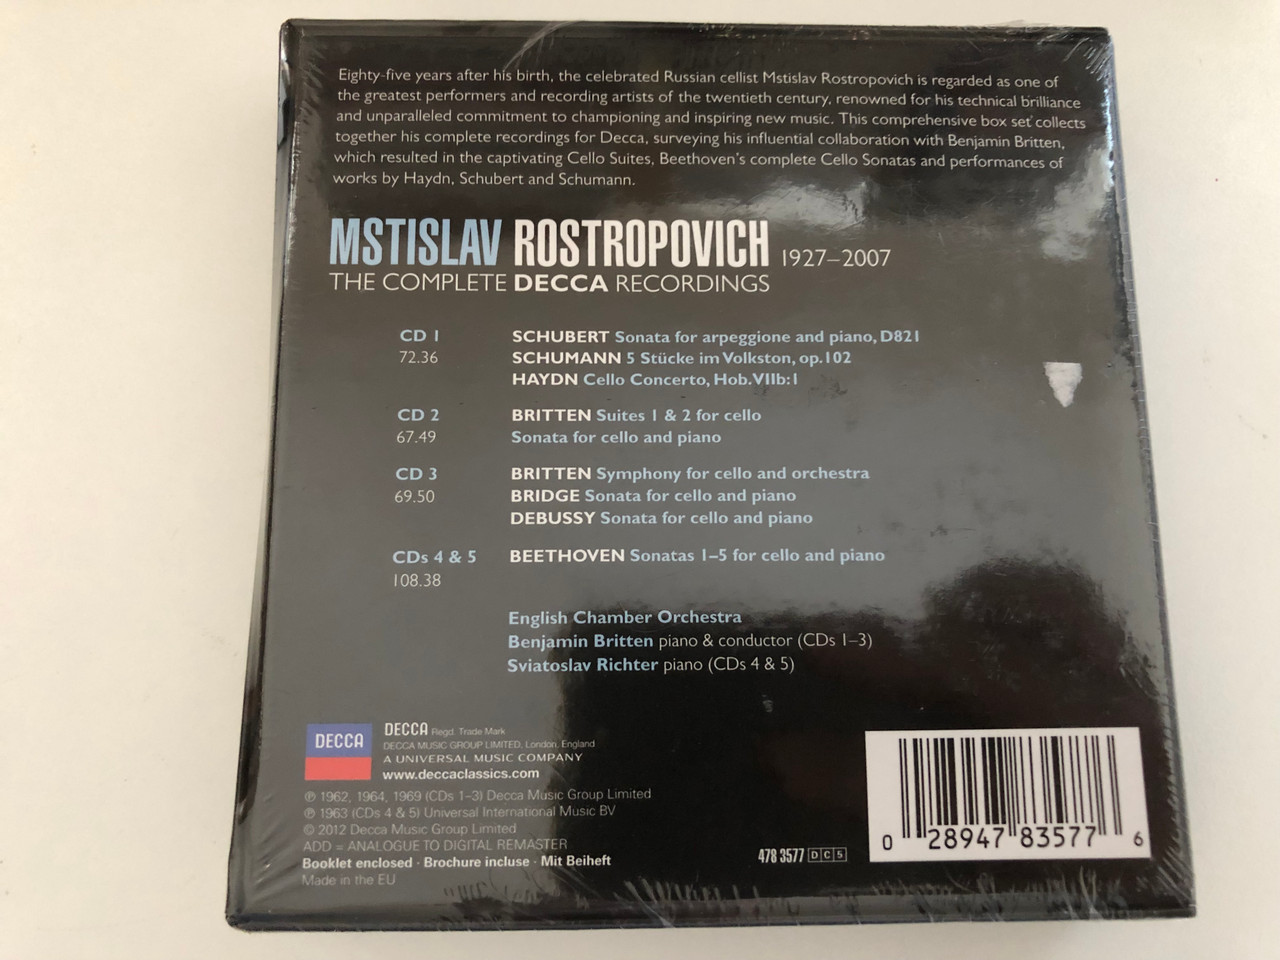 Eighty-five years after his birth, the celebrated Russian cellist Mstislav Rostropovich is regarded as one of
the greatest performers and recording artists of the twentieth century, renowned for his technical brilliance
and unparalleled commitment to championing and inspiring new music. This comprehensive box set collects
together his complete recordings for Decca, surveying his influential collaboration with Benjamin Britten,
which resulted in the captivating Cello Suites, Beethoven's complete Cello Sonatas and performances of
works by Haydn, Schubert and Schumann.
MSTISLAV ROSTROPOVICH 1927–2007
THE COMPLETE DECCA RECORDINGS
CD 1 SCHUBERT Sonata for arpeggione and piano, D821
72.36 SCHUMANN 5 Stücke im Volkston, op.102
HAYDN Cello Concerto, Hob.VIIb:1
CD 2 BRITTEN Suites 1 & 2 for cello
67.49 Sonata for cello and piano
CD 3 BRITTEN Symphony for cello and orchestra
69.50 BRIDGE Sonata for cello and piano
DEBUSSY Sonata for cello and piano
CDs 4 & 5 BEETHOVEN Sonatas 1–5 for cello and piano
108.38
English Chamber Orchestra
Benjamin Britten piano & conductor (CDs 1–3)
Sviatoslav Richter piano (CDs 4 & 5)
DECCA
DECCA Regd. Trade Mark
DECCA MUSIC GROUP LIMITED, London, England
A UNIVERSAL MUSIC COMPANY
www.deccaclassics.com
℗ 1962, 1964, 1969 (CDs 1–3) Decca Music Group Limited
℗ 1963 (CDs 4 & 5) Universal International Music BV
© 2012 Decca Music Group Limited
ADD = ANALOGUE TO DIGITAL REMASTER
Booklet enclosed · Brochure incluse · Mit Beiheft
Made in the EU
478 3577 DC5
0 28947 83577 6